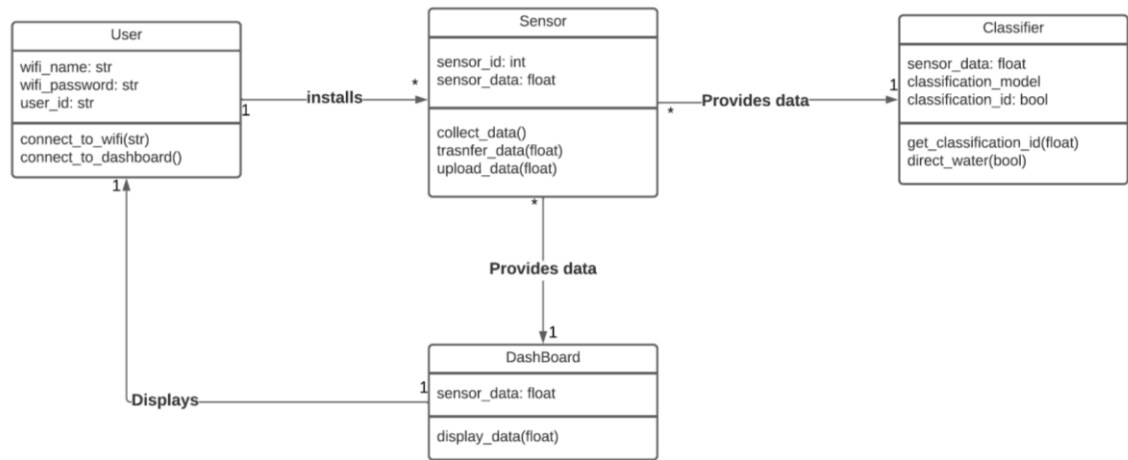 User
wifi_name: str
wifi_password: str
user_id: str
connect_to_wifi(str)
connect_to_dashboard()
1
installs
*
Sensor
sensor_id: int
sensor_data: float
collect_data()
trasnfer_data(float)
upload_data(float)
*
Provides data
1
Classifier
sensor_data: float
classification_model
classification_id: bool
get_classification_id(float)
direct_water(bool)
*
Provides data
1
DashBoard
sensor_data: float
display_data(float)
1
Displays
1